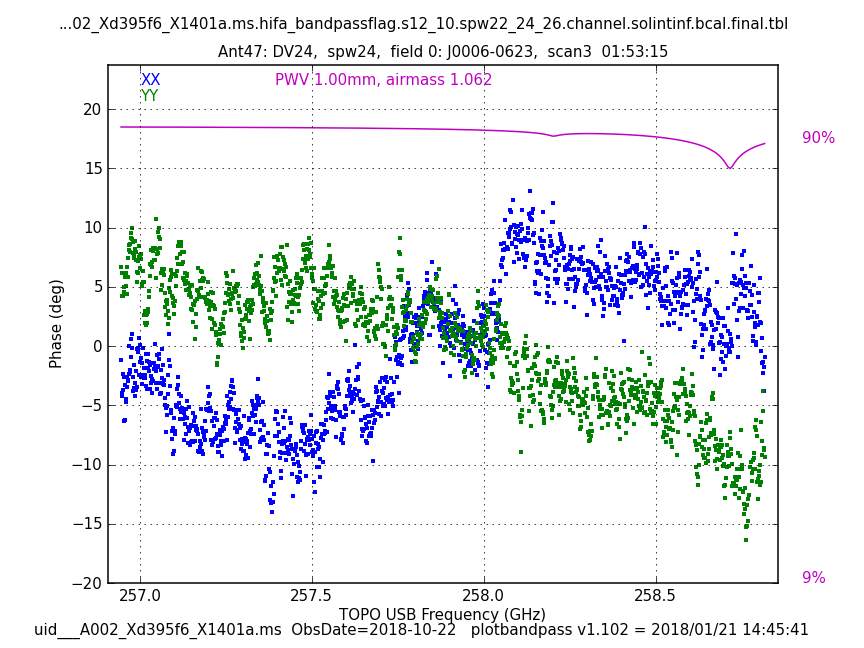 ...02_Xd395f6_X1401a.ms.hifa_bandpassflag.s12_10.spw22_24_26.channel.solintinf.bcal.final.tbl
Ant47: DV24, spw24, field 0: J0006-0623, scan3 01:53:15
XX
PWV 1.00mm, airmass 1.062
YY
20
90%
15
10
5
0
Phase (deg)
−5
−10
−15
−20
9%
257.0
257.5
258.0
258.5
TOPO USB Frequency (GHz)
uid___A002_Xd395f6_X1401a.ms ObsDate=2018-10-22 plotbandpass v1.102 = 2018/01/21 14:45:41